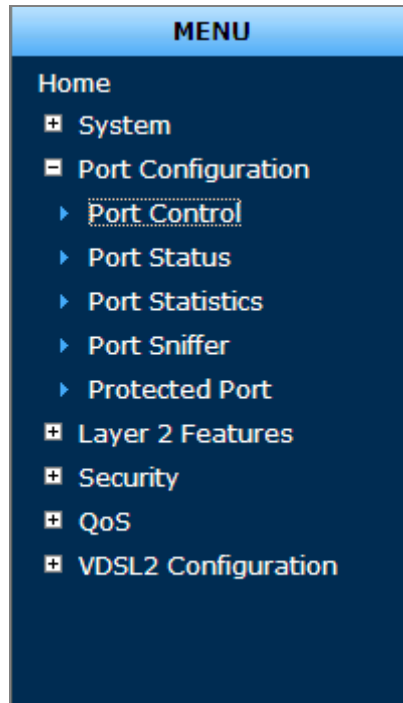 MENU
Home
System
Port Configuration
Port Control
Port Status
Port Statistics
Port Sniffer
Protected Port
Layer 2 Features
Security
QoS
VDSL2 Configuration